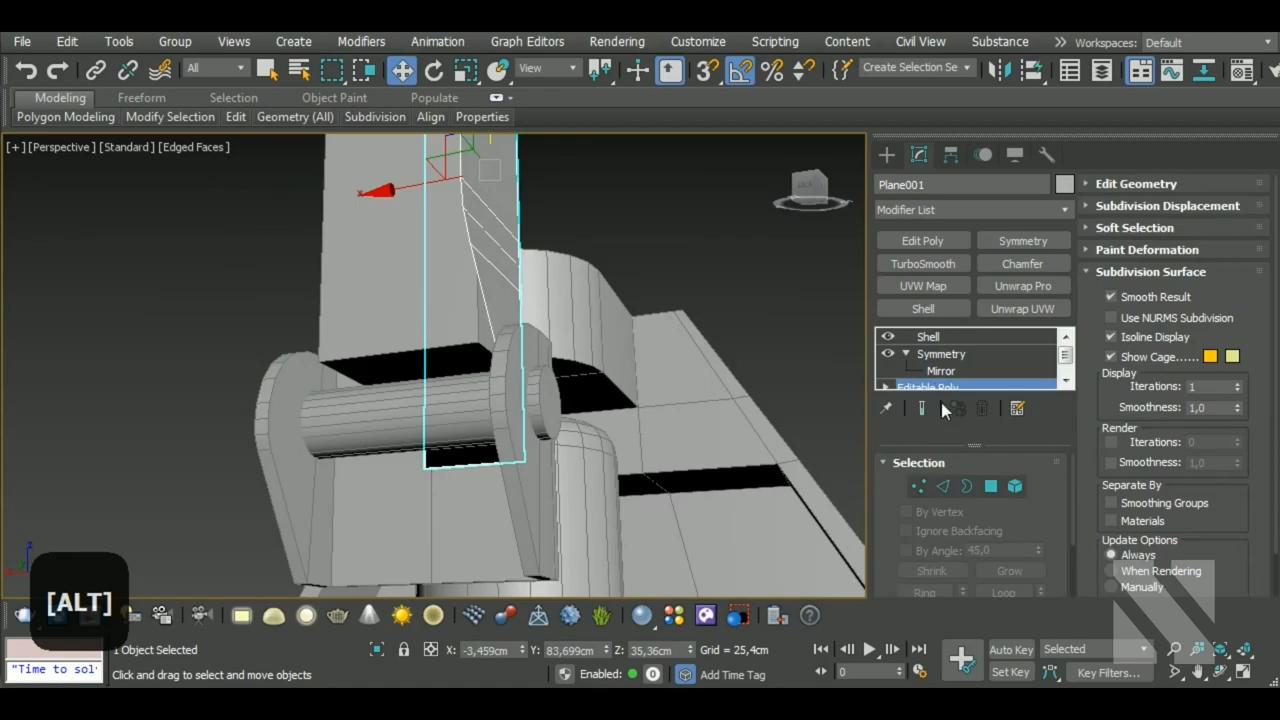 File Edit Tools Group Views Create Modifiers Animation Graph Editors Rendering Customize Scripting Content Civil View Substance Workspaces: Default
All View Create Selection Se
Modeling Freeform Selection Object Paint Populate
Polygon Modeling Modify Selection Edit Geometry (All) Subdivision Align Properties
[+] [Perspective] [Standard] [Edged Faces]
Plane001
Modifier List
Edit Poly Symmetry
TurboSmooth Chamfer
UVW Map Unwrap Pro
Shell Unwrap UVW
Shell
Symmetry
Mirror
Editable Poly
Selection
By Vertex
Ignore Backfacing
By Angle: 45,0
Shrink Grow
Ring Loop
Edit Geometry
Subdivision Displacement
Soft Selection
Paint Deformation
Subdivision Surface
Smooth Result
Use NURMS Subdivision
Isoline Display
Show Cage......
Display
Iterations: 1
Smoothness: 1,0
Render
Iterations: 0
Smoothness: 1,0
Separate By
Smoothing Groups
Materials
Update Options
Always
When Rendering
Manually
[ALT]
1 Object Selected X: -3,459cm Y: 83,699cm Z: 35,36cm Grid = 25,4cm Auto Key Selected
"Time to sol Click and drag to select and move objects Enabled: 0 Add Time Tag 0 Set Key Key Filters...